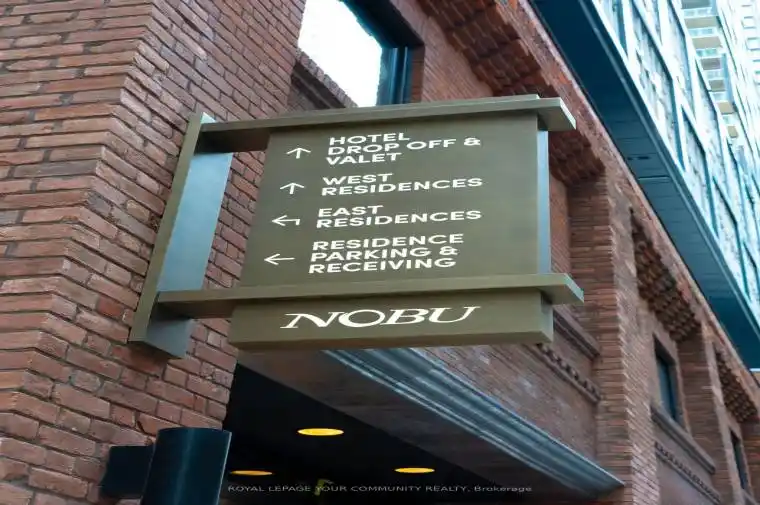 ↑ HOTEL
DROP OFF &
VALET
↑ WEST
RESIDENCES
↰ EAST
RESIDENCES
← RESIDENCE
PARKING &
RECEIVING
NOBU
ROYAL LEPAGE YOUR COMMUNITY REALTY, Brokerage